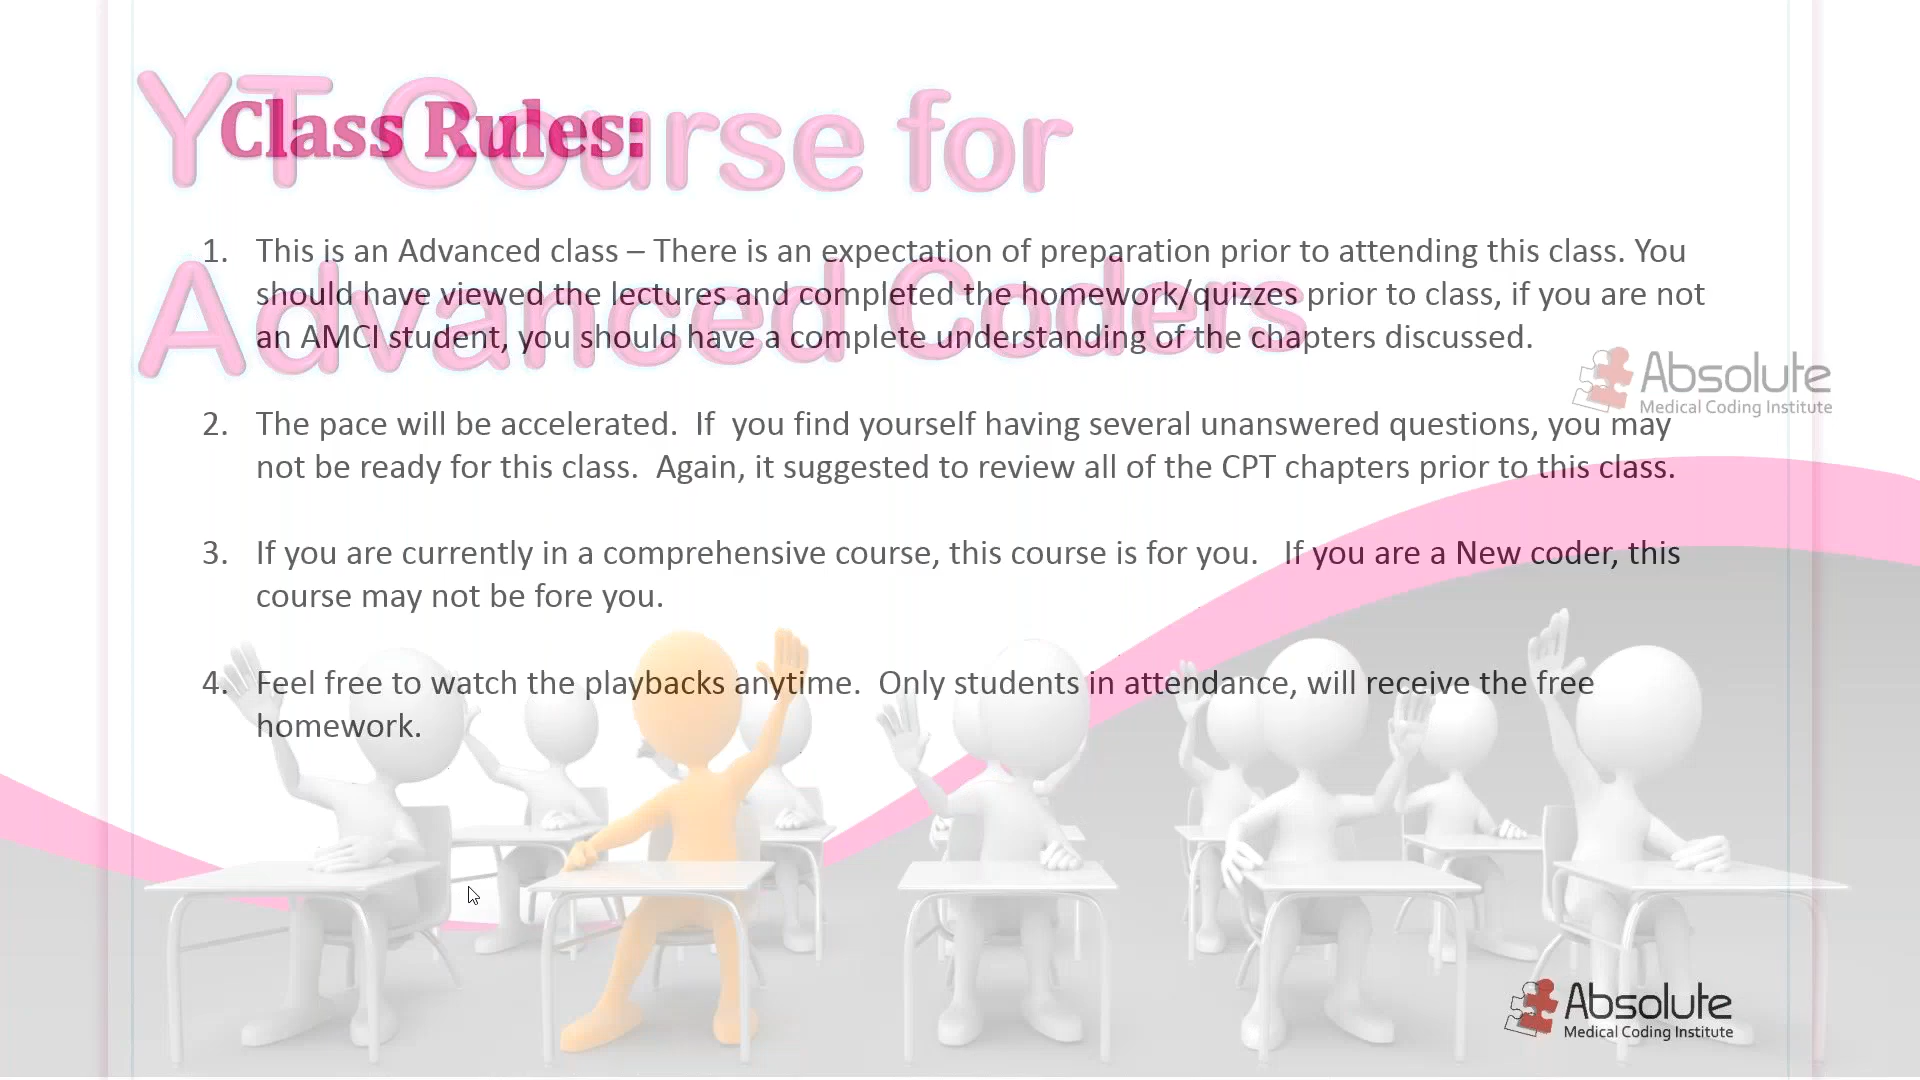 YT Course for
Class Rules:
1. This is an Advanced class – There is an expectation of preparation prior to attending this class. You
should have viewed the lectures and completed the homework/quizzes prior to class, if you are not
an AMCI student, you should have a complete understanding of the chapters discussed.
Advanced Coders
Absolute
Medical Coding Institute
2. The pace will be accelerated.  If  you find yourself having several unanswered questions, you may
not be ready for this class.  Again, it suggested to review all of the CPT chapters prior to this class.
3. If you are currently in a comprehensive course, this course is for you.   If you are a New coder, this
course may not be fore you.
4. Feel free to watch the playbacks anytime.  Only students in attendance, will receive the free
homework.
Absolute
Medical Coding Institute